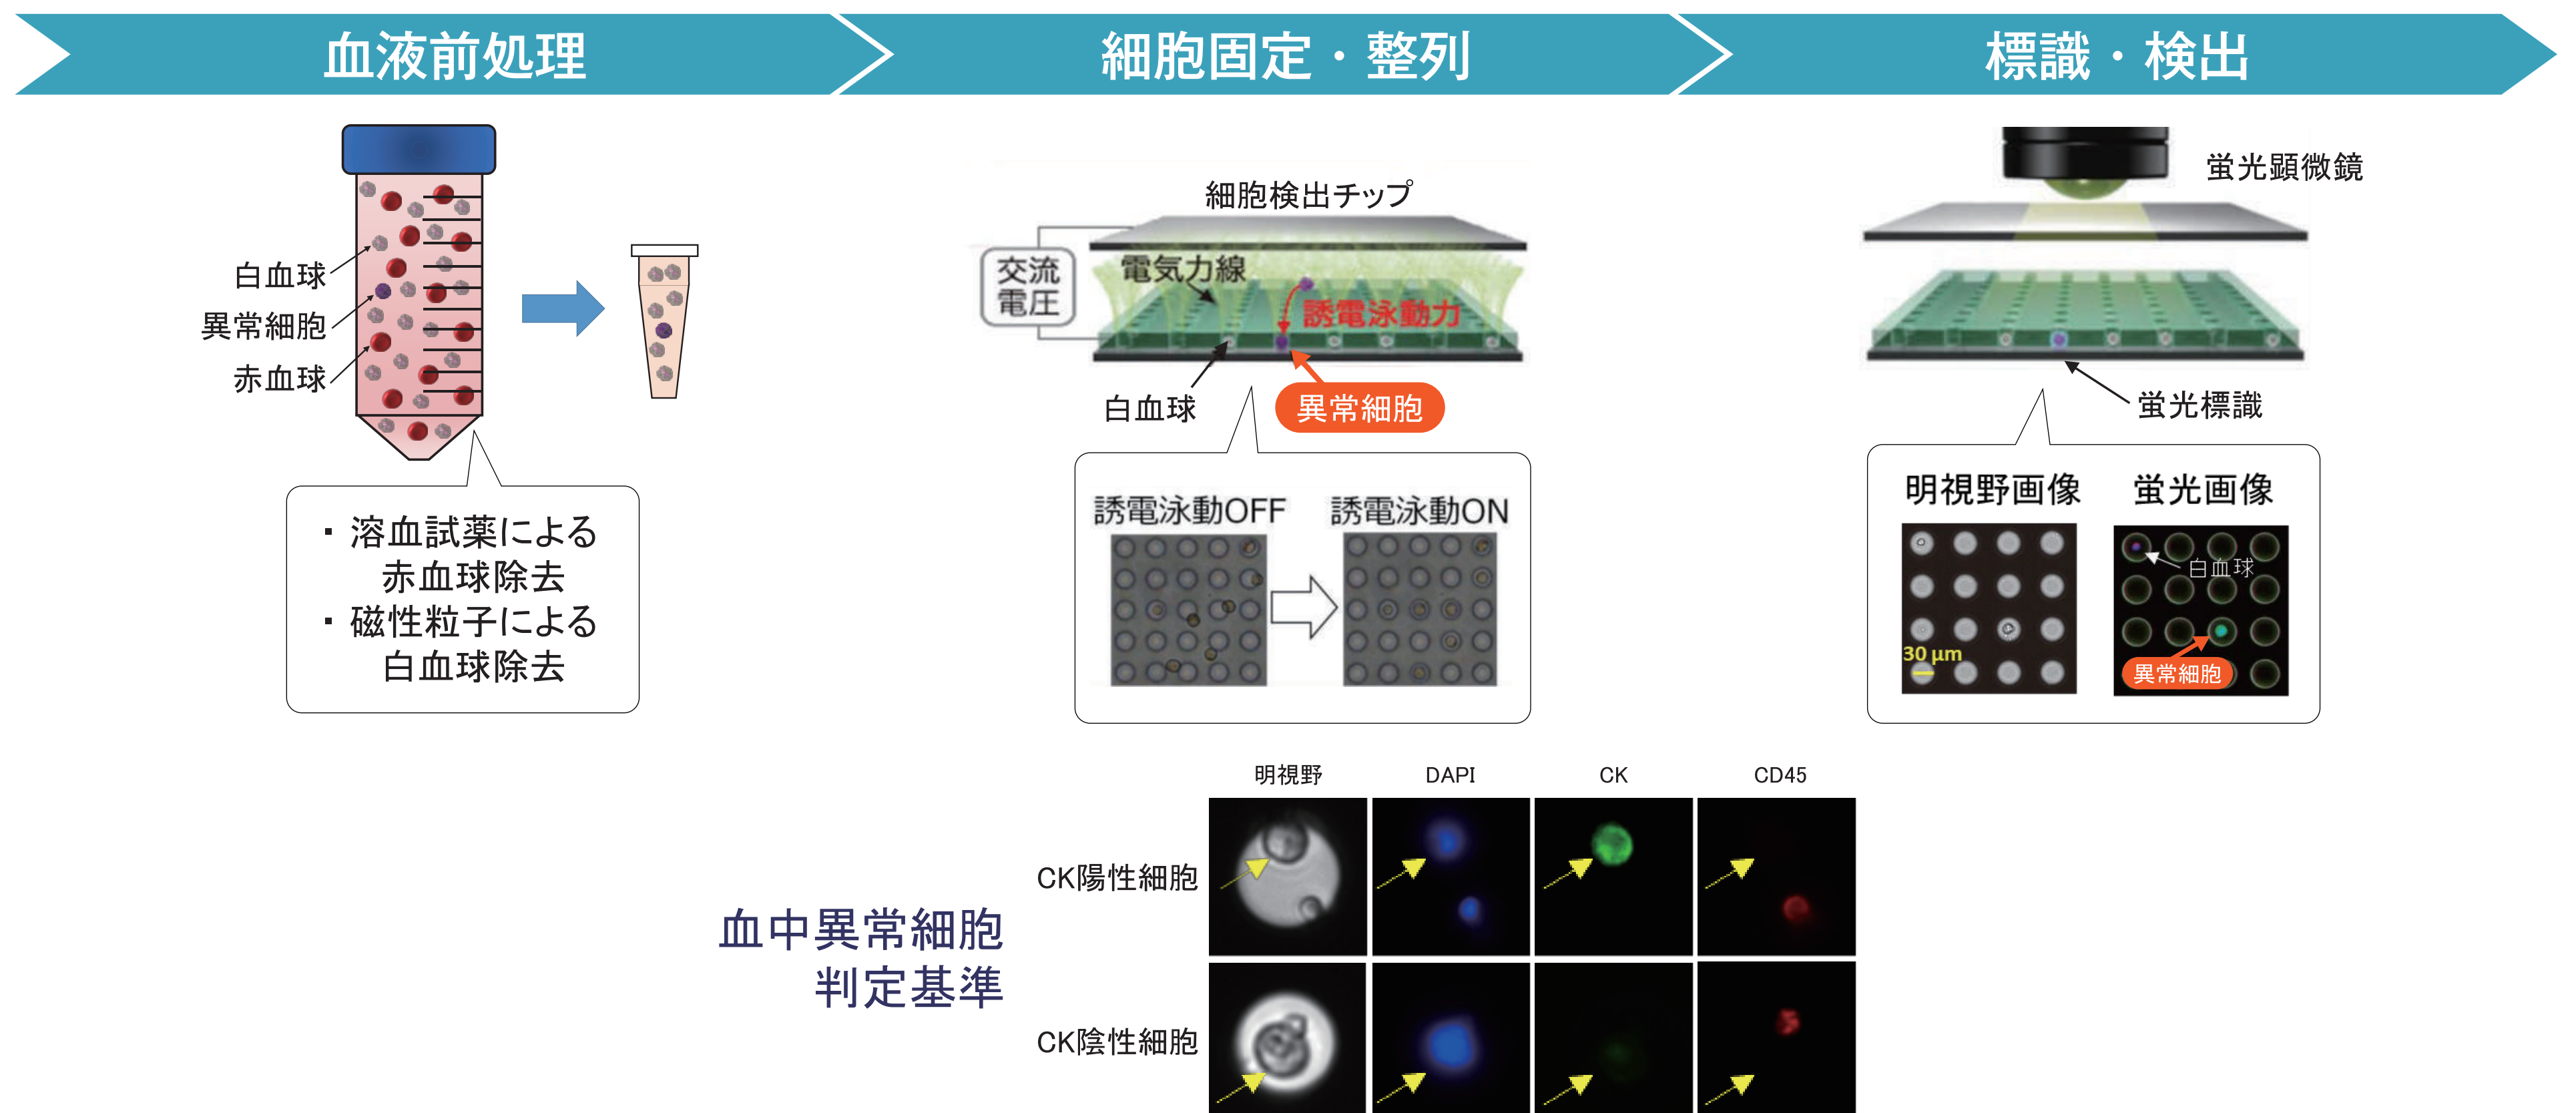 血液前処理
細胞固定・整列
標識・検出
白血球
異常細胞
赤血球
・溶血試薬による
赤血球除去
・磁性粒子による
白血球除去
細胞検出チップ
交流
電圧
電気力線
誘電泳動力
白血球
異常細胞
誘電泳動OFF
誘電泳動ON
蛍光顕微鏡
蛍光標識
明視野画像
蛍光画像
30 μm
白血球
異常細胞
血中異常細胞
判定基準
明視野
DAPI
CK
CD45
CK陽性細胞
CK陰性細胞